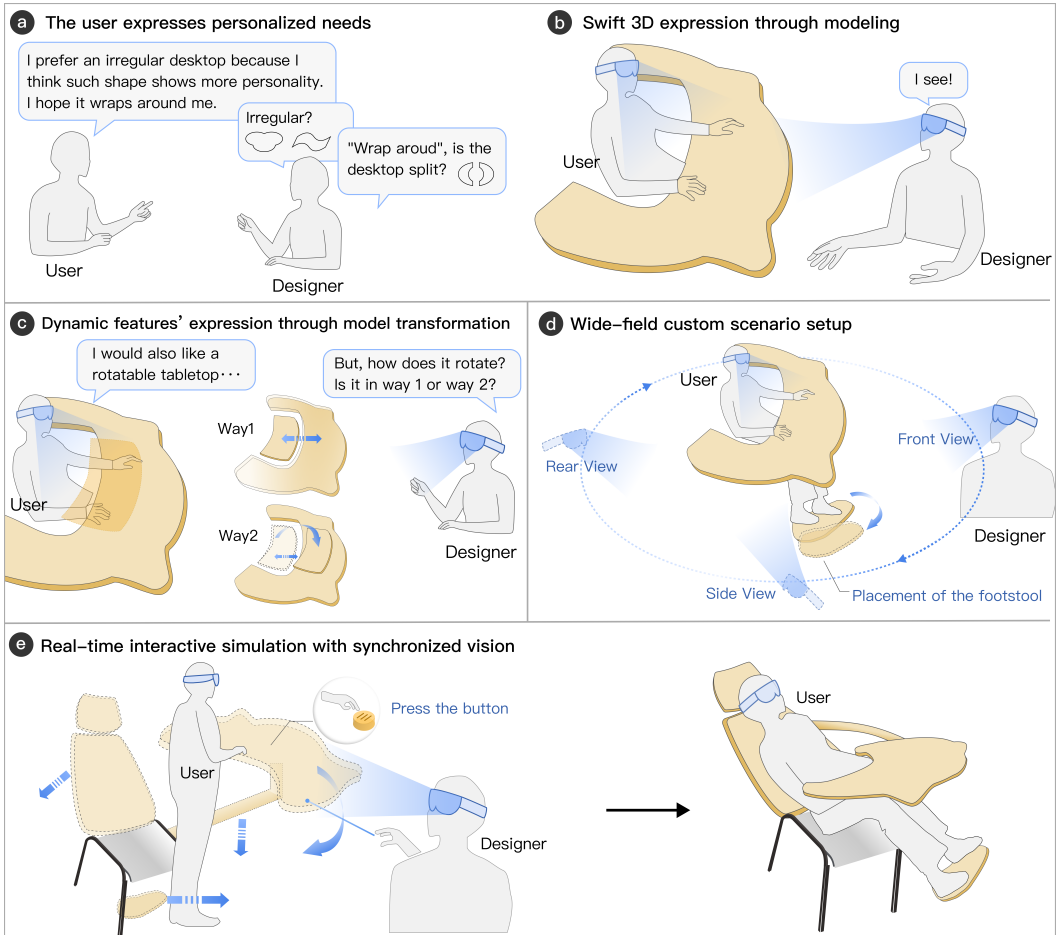 a The user expresses personalized needs
I prefer an irregular desktop because I
think such shape shows more personality.
I hope it wraps around me.
Irregular?
"Wrap aroud", is the
desktop split?
User
Designer
b Swift 3D expression through modeling
I see!
User
Designer
c Dynamic features' expression through model transformation
I would also like a
rotatable tabletop···
But, how does it rotate?
Is it in way 1 or way 2?
Way1
User
Way2
Designer
d Wide-field custom scenario setup
User
Front View
Rear View
Designer
Side View
Placement of the footstool
e Real-time interactive simulation with synchronized vision
Press the button
User
Designer
User